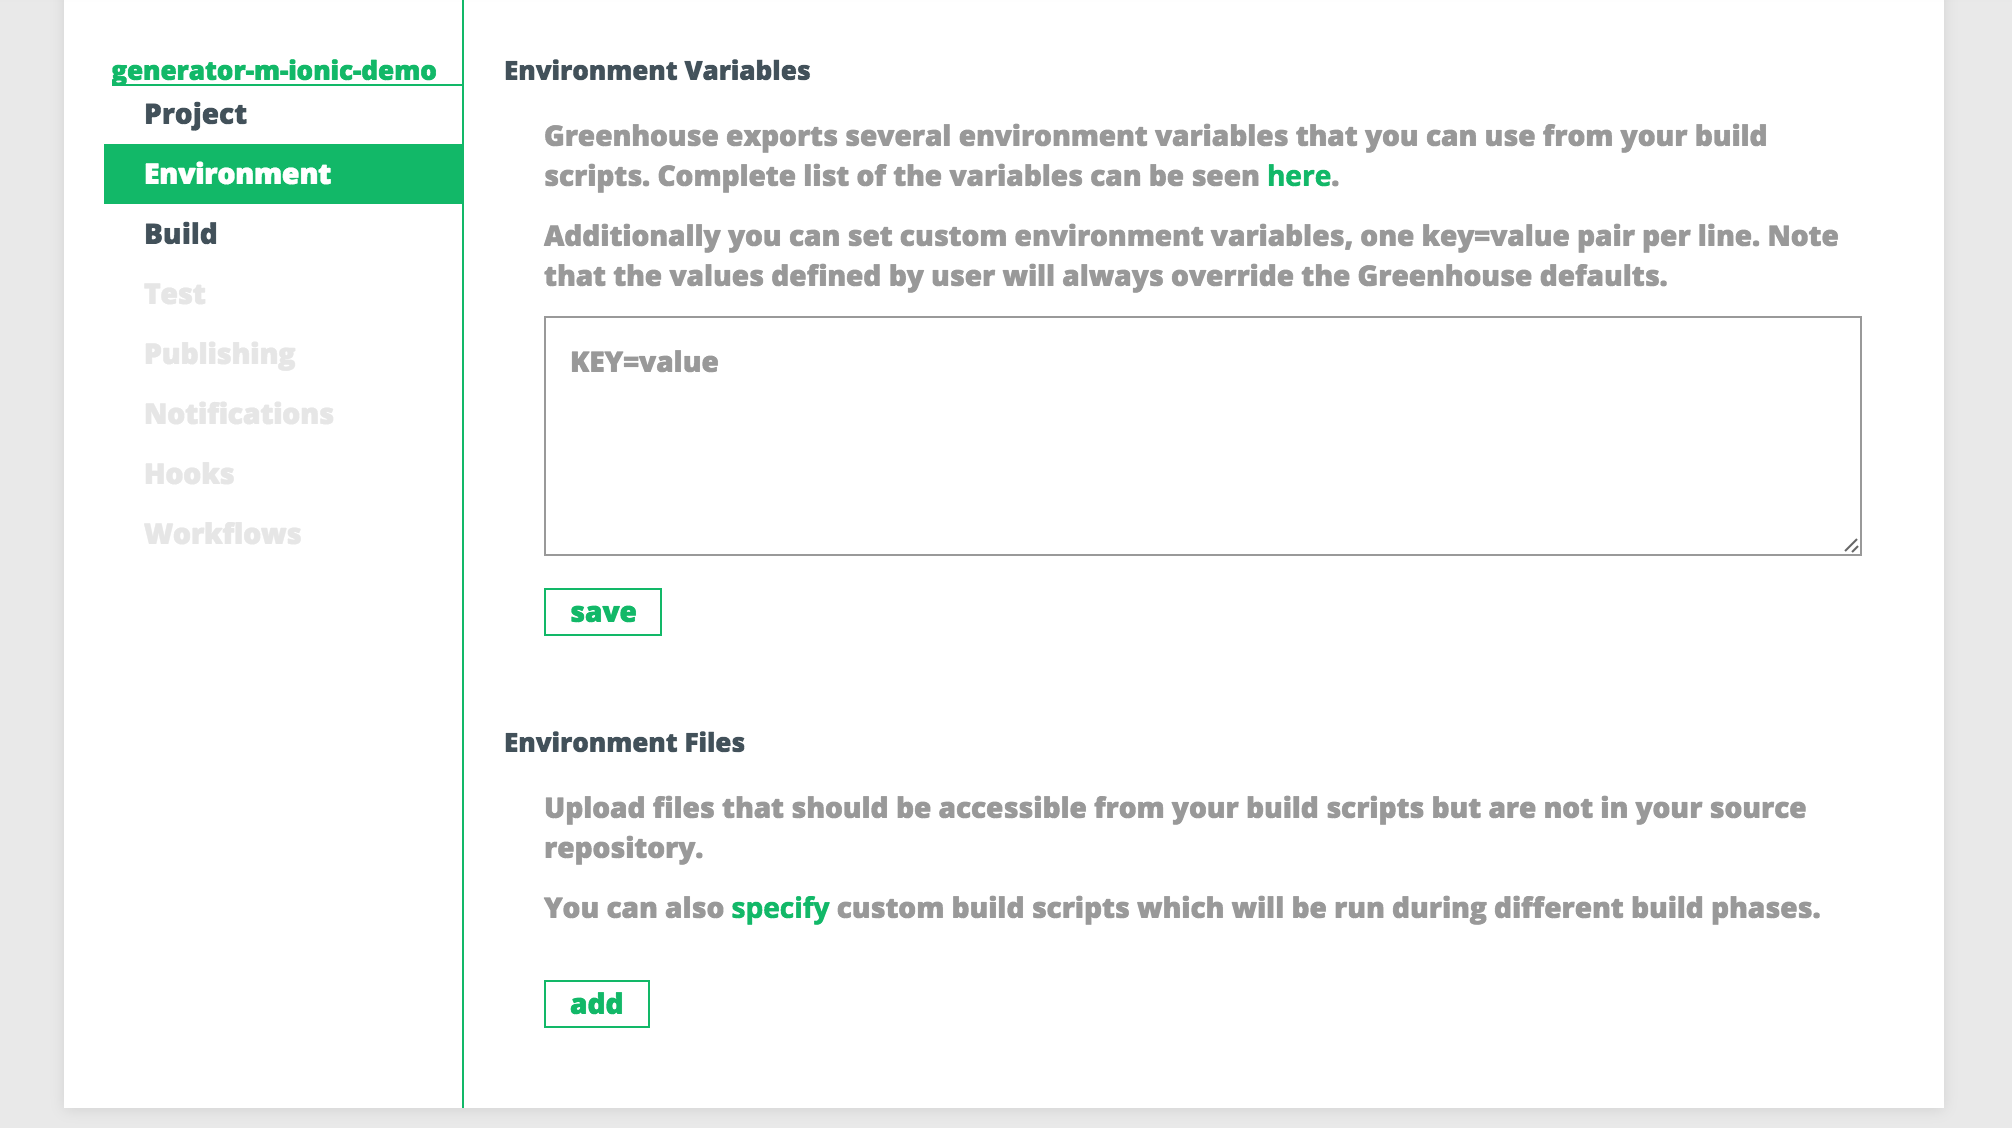 generator-m-ionic-demo
Project
Environment
Build
Test
Publishing
Notifications
Hooks
Workflows
Environment Variables
Greenhouse exports several environment variables that you can use from your build
scripts. Complete list of the variables can be seen here.
Additionally you can set custom environment variables, one key=value pair per line. Note
that the values defined by user will always override the Greenhouse defaults.
KEY=value
save
Environment Files
Upload files that should be accessible from your build scripts but are not in your source
repository.
You can also specify custom build scripts which will be run during different build phases.
add